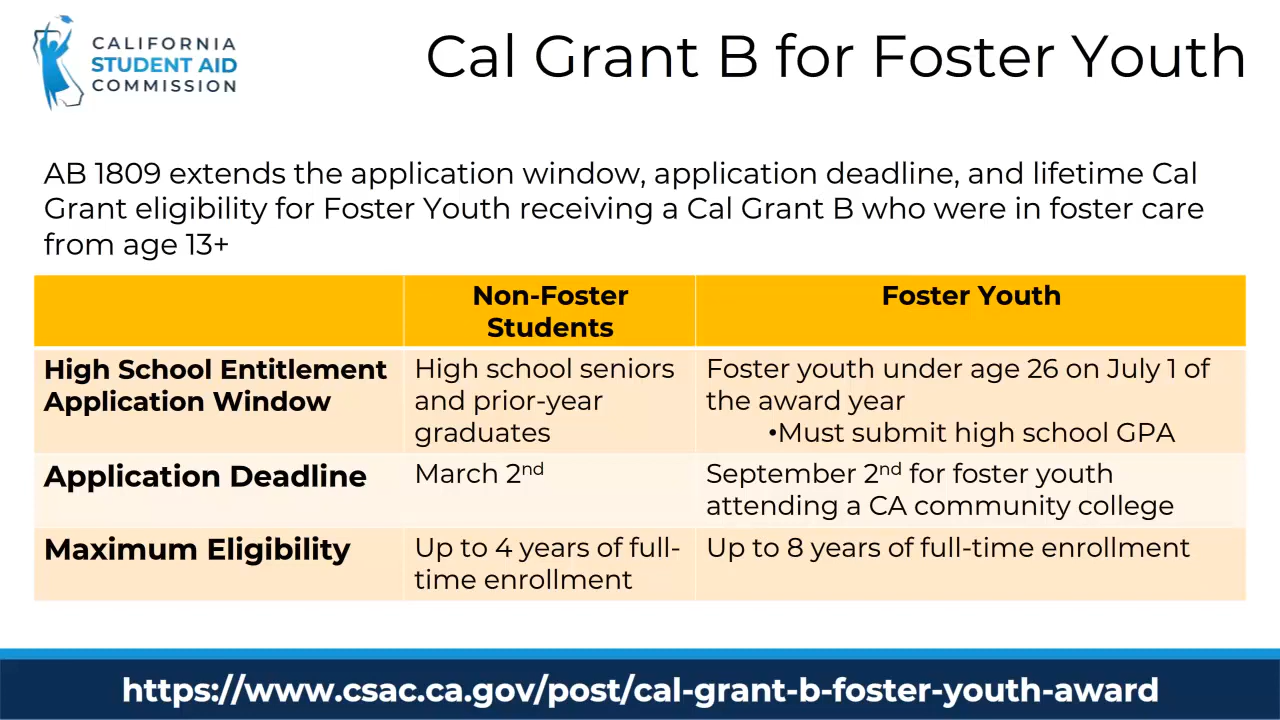 CALIFORNIA
STUDENT AID
COMMISSION
Cal Grant B for Foster Youth
AB 1809 extends the application window, application deadline, and lifetime Cal
Grant eligibility for Foster Youth receiving a Cal Grant B who were in foster care
from age 13+
Non-Foster
Students
Foster Youth
High School Entitlement
Application Window
High school seniors
and prior-year
graduates
Foster youth under age 26 on July 1 of
the award year
•Must submit high school GPA
Application Deadline
March 2nd
September 2nd for foster youth
attending a CA community college
Maximum Eligibility
Up to 4 years of full-
time enrollment
Up to 8 years of full-time enrollment
https://www.csac.ca.gov/post/cal-grant-b-foster-youth-award